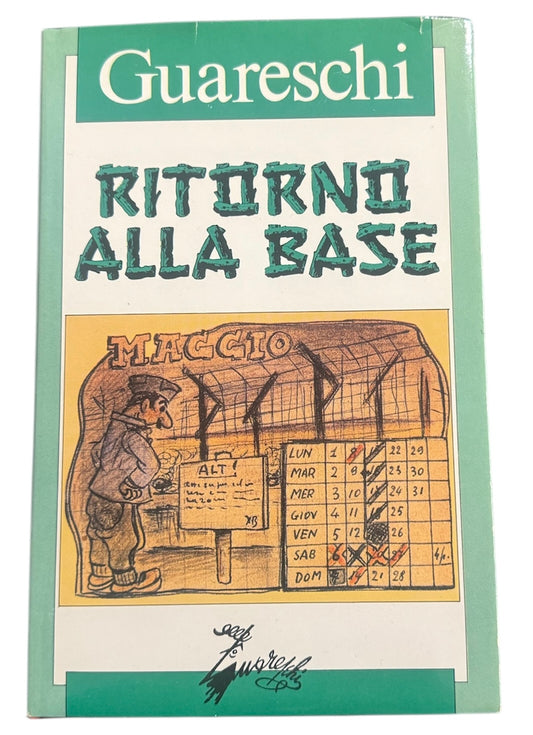 Guareschi
RITORNO
ALLA BASE
MAGGIO
ALT!
LUN 1 8 22 29
MAR 2 9 23 30
MER 3 10 24 31
GIOV 4 11 25
VEN 5 12 26
SAB 6
DOM 14 21 28
Guareschi